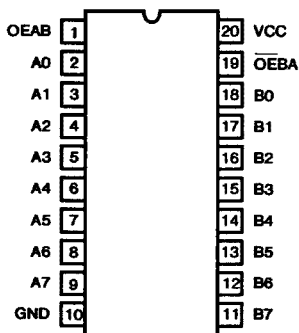 OEAB 1 20 VCC
A0 2 19 O̅E̅B̅A̅
A1 3 18 B0
A2 4 17 B1
A3 5 16 B2
A4 6 15 B3
A5 7 14 B4
A6 8 13 B5
A7 9 12 B6
GND 10 11 B7